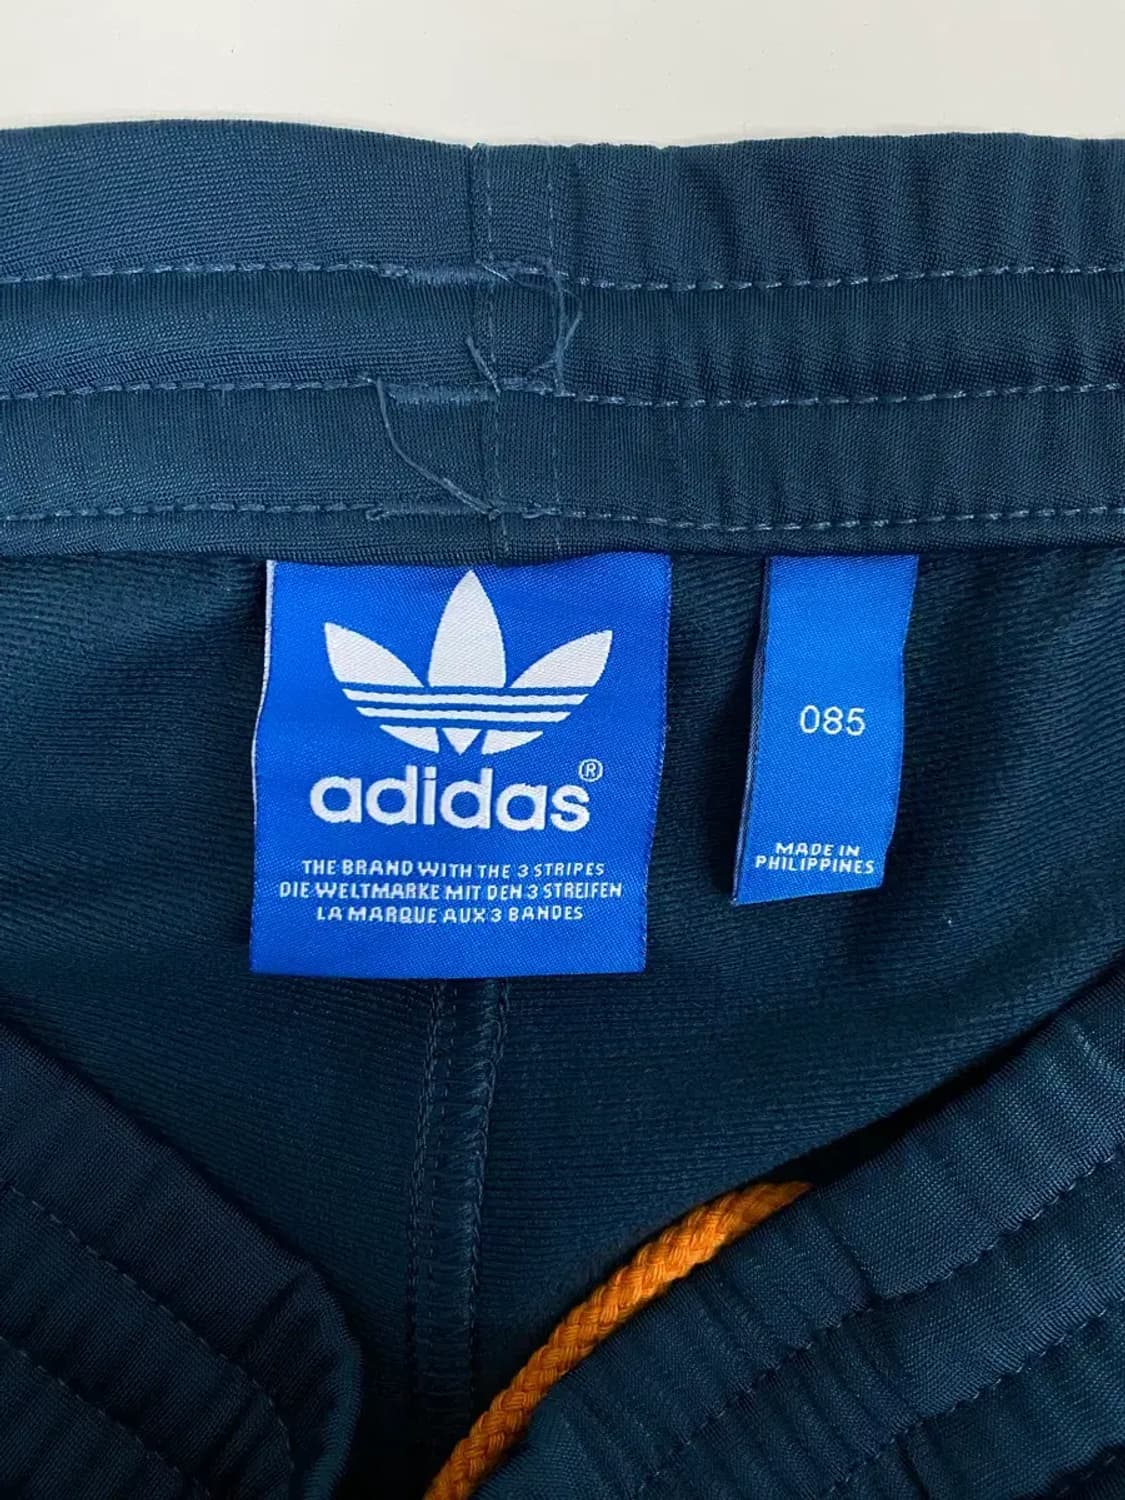 adidas®
THE BRAND WITH THE 3 STRIPES
DIE WELTMARKE MIT DEN 3 STREIFEN
LA MARQUE AUX 3 BANDES
085
MADE IN
PHILIPPINES